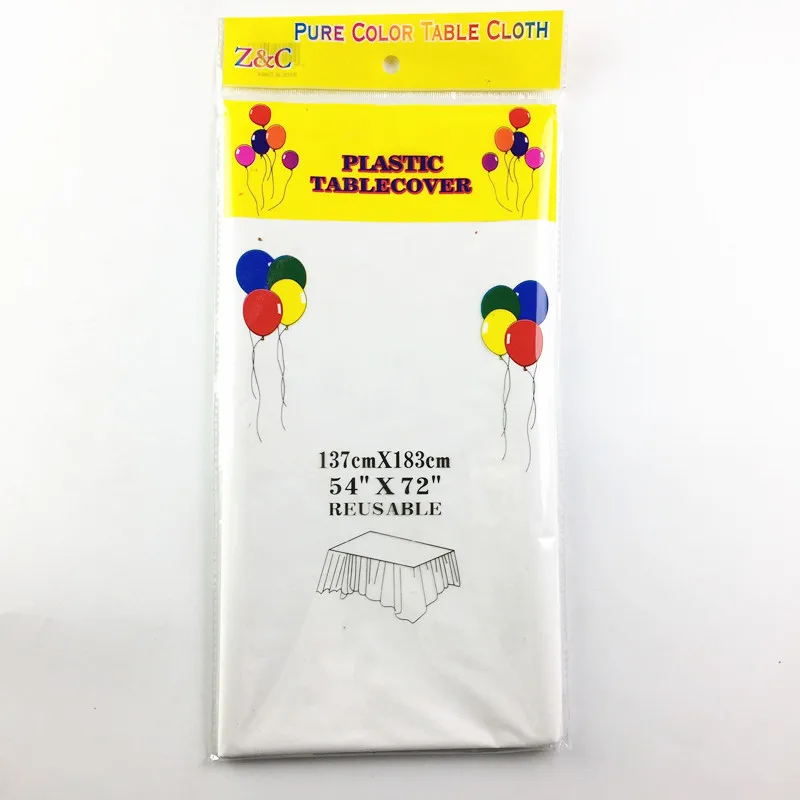 PURE COLOR TABLE CLOTH
Z&C
PLASTIC
TABLECOVER
137cmX183cm
54" X 72"
REUSABLE